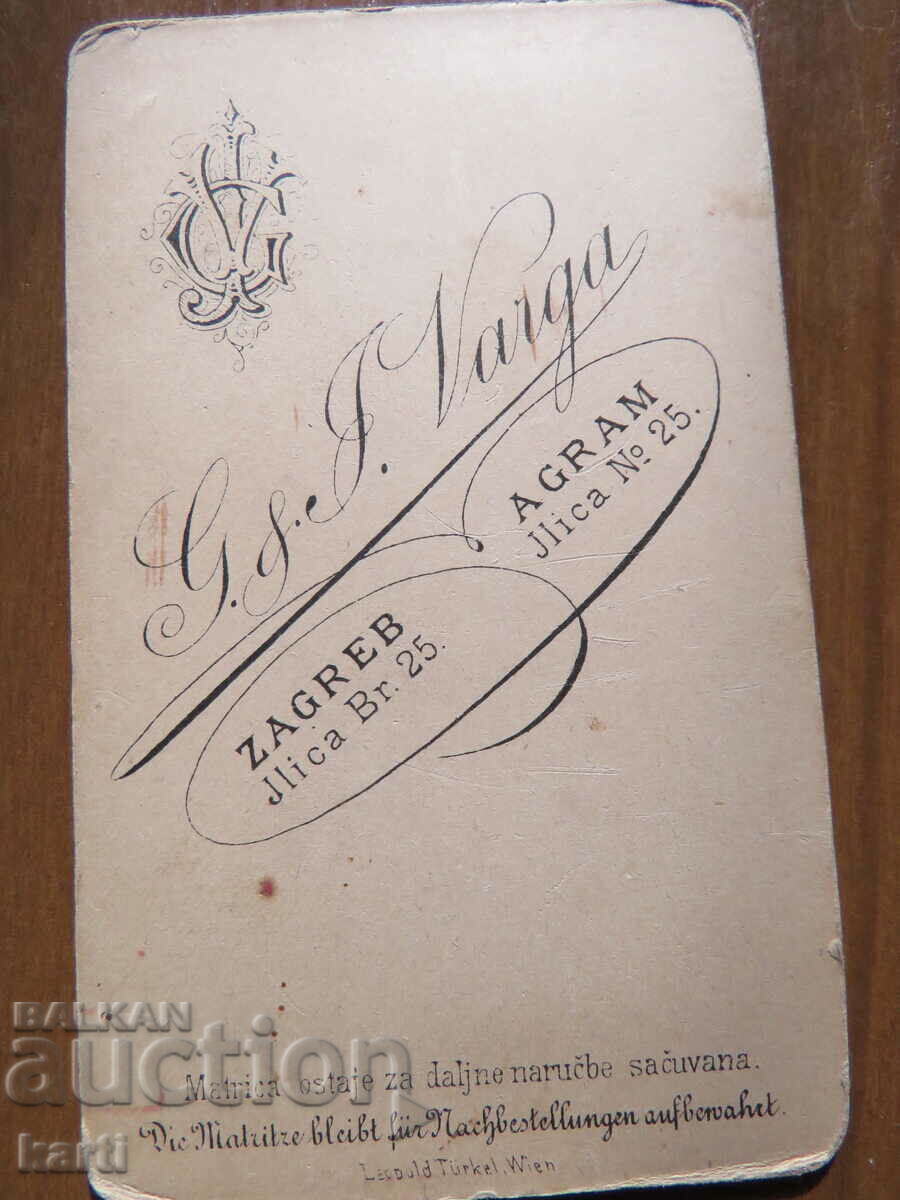 G. & J. Varga
AGRAM
Jlica No 25.
ZAGREB
Jlica Br. 25.
Matrica ostaje za daljne naručbe sačuvana.
Die Matritze bleibt für Nachbestellungen aufbewahrt.
Leopold Türkel, Wien
BALKAN
auction
karti